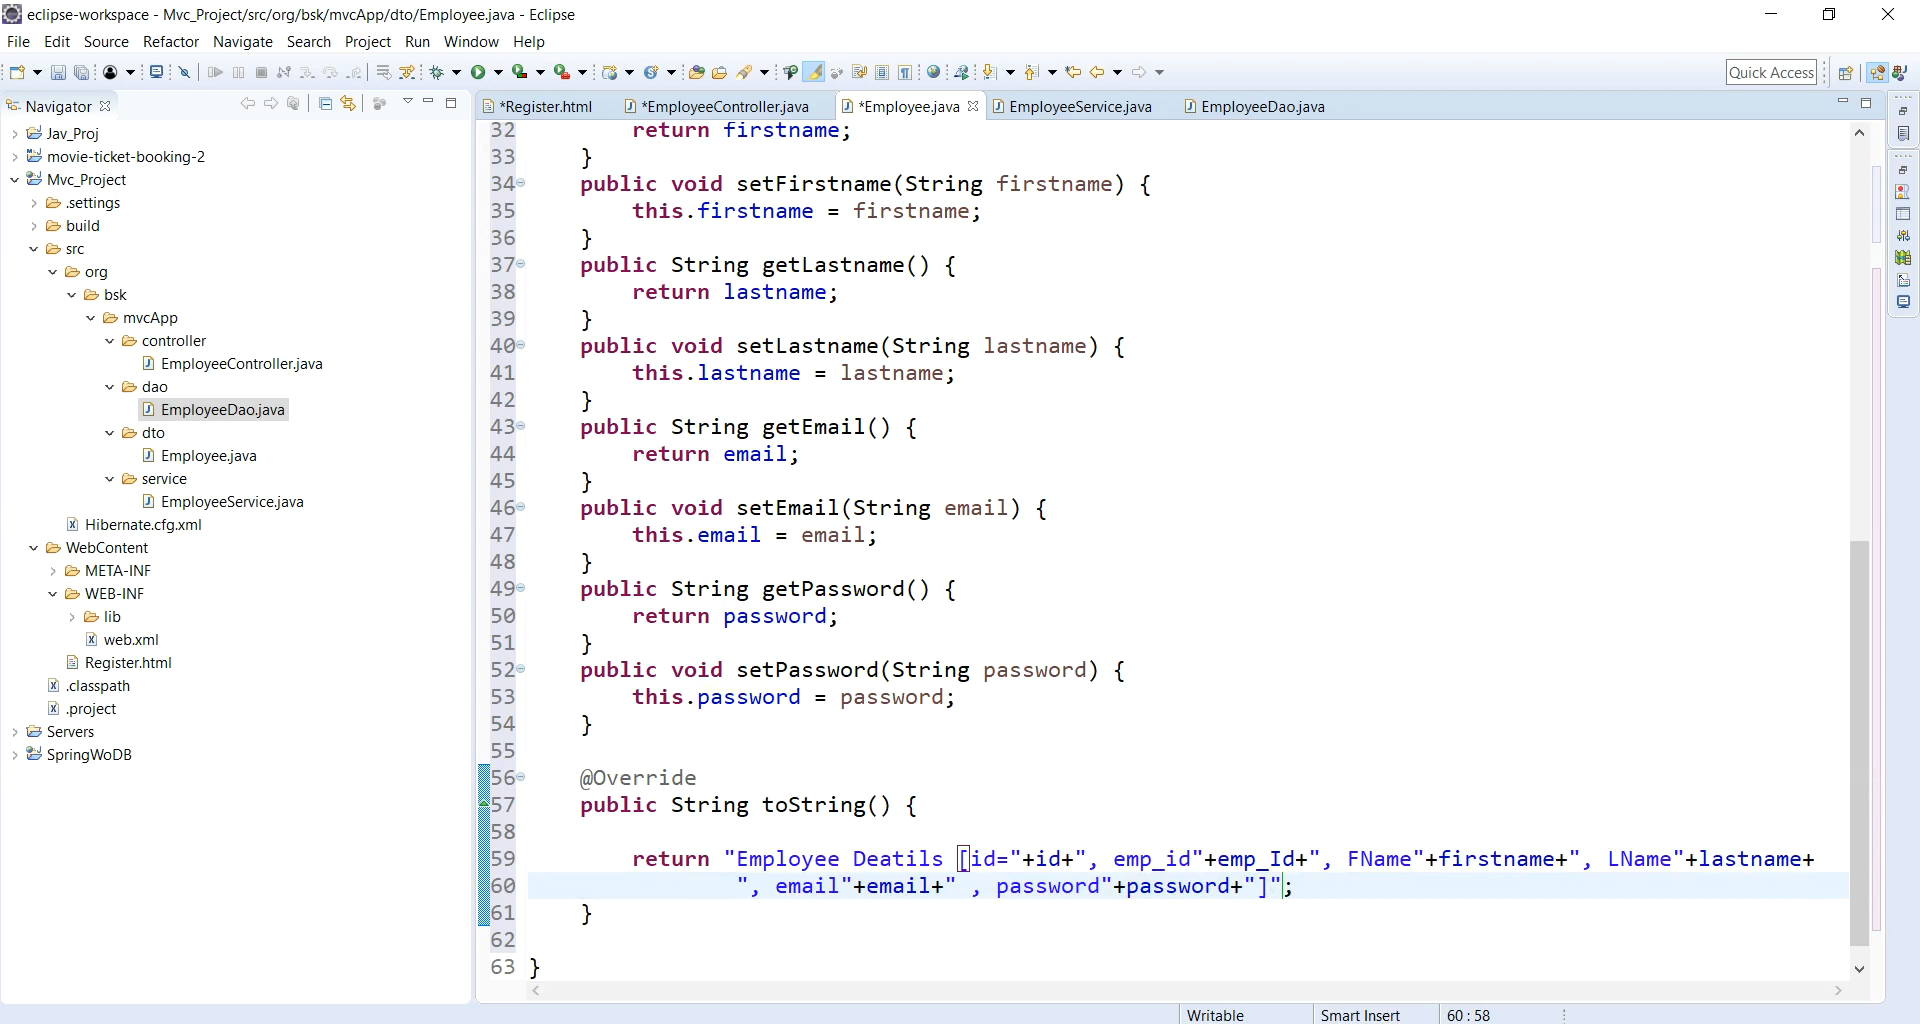 eclipse-workspace - Mvc_Project/src/org/bsk/mvcApp/dto/Employee.java - Eclipse
File Edit Source Refactor Navigate Search Project Run Window Help
Quick Access
Navigator
*Register.html *EmployeeController.java *Employee.java EmployeeService.java EmployeeDao.java
Jav_Proj
movie-ticket-booking-2
Mvc_Project
.settings
build
src
org
bsk
mvcApp
controller
EmployeeController.java
dao
EmployeeDao.java
dto
Employee.java
service
EmployeeService.java
Hibernate.cfg.xml
WebContent
META-INF
WEB-INF
lib
web.xml
Register.html
.classpath
.project
Servers
SpringWoDB
32 return firstname;
33 }
34 public void setFirstname(String firstname) {
35 this.firstname = firstname;
36 }
37 public String getLastname() {
38 return lastname;
39 }
40 public void setLastname(String lastname) {
41 this.lastname = lastname;
42 }
43 public String getEmail() {
44 return email;
45 }
46 public void setEmail(String email) {
47 this.email = email;
48 }
49 public String getPassword() {
50 return password;
51 }
52 public void setPassword(String password) {
53 this.password = password;
54 }
55
56 @Override
57 public String toString() {
58
59 return "Employee Deatils [id="+id+", emp_id"+emp_Id+", FName"+firstname+", LName"+lastname+
60 ", email"+email+" , password"+password+"]";
61 }
62
63 }
Writable Smart Insert 60 : 58